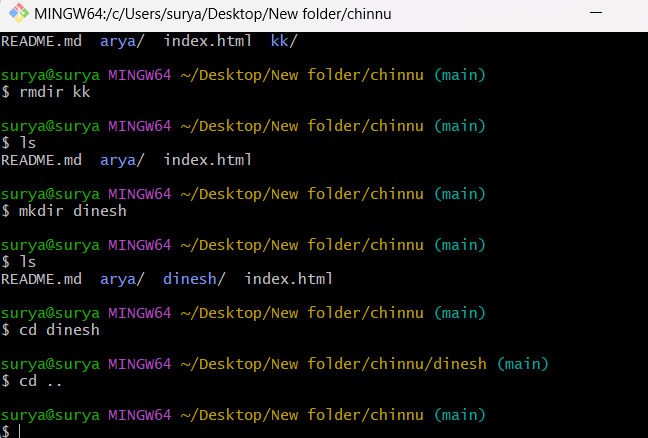 MINGW64:/c/Users/surya/Desktop/New folder/chinnu
README.md  arya/  index.html  kk/
surya@surya MINGW64 ~/Desktop/New folder/chinnu (main)
$ rmdir kk
surya@surya MINGW64 ~/Desktop/New folder/chinnu (main)
$ ls
README.md  arya/  index.html
surya@surya MINGW64 ~/Desktop/New folder/chinnu (main)
$ mkdir dinesh
surya@surya MINGW64 ~/Desktop/New folder/chinnu (main)
$ ls
README.md  arya/  dinesh/  index.html
surya@surya MINGW64 ~/Desktop/New folder/chinnu (main)
$ cd dinesh
surya@surya MINGW64 ~/Desktop/New folder/chinnu/dinesh (main)
$ cd ..
surya@surya MINGW64 ~/Desktop/New folder/chinnu (main)
$